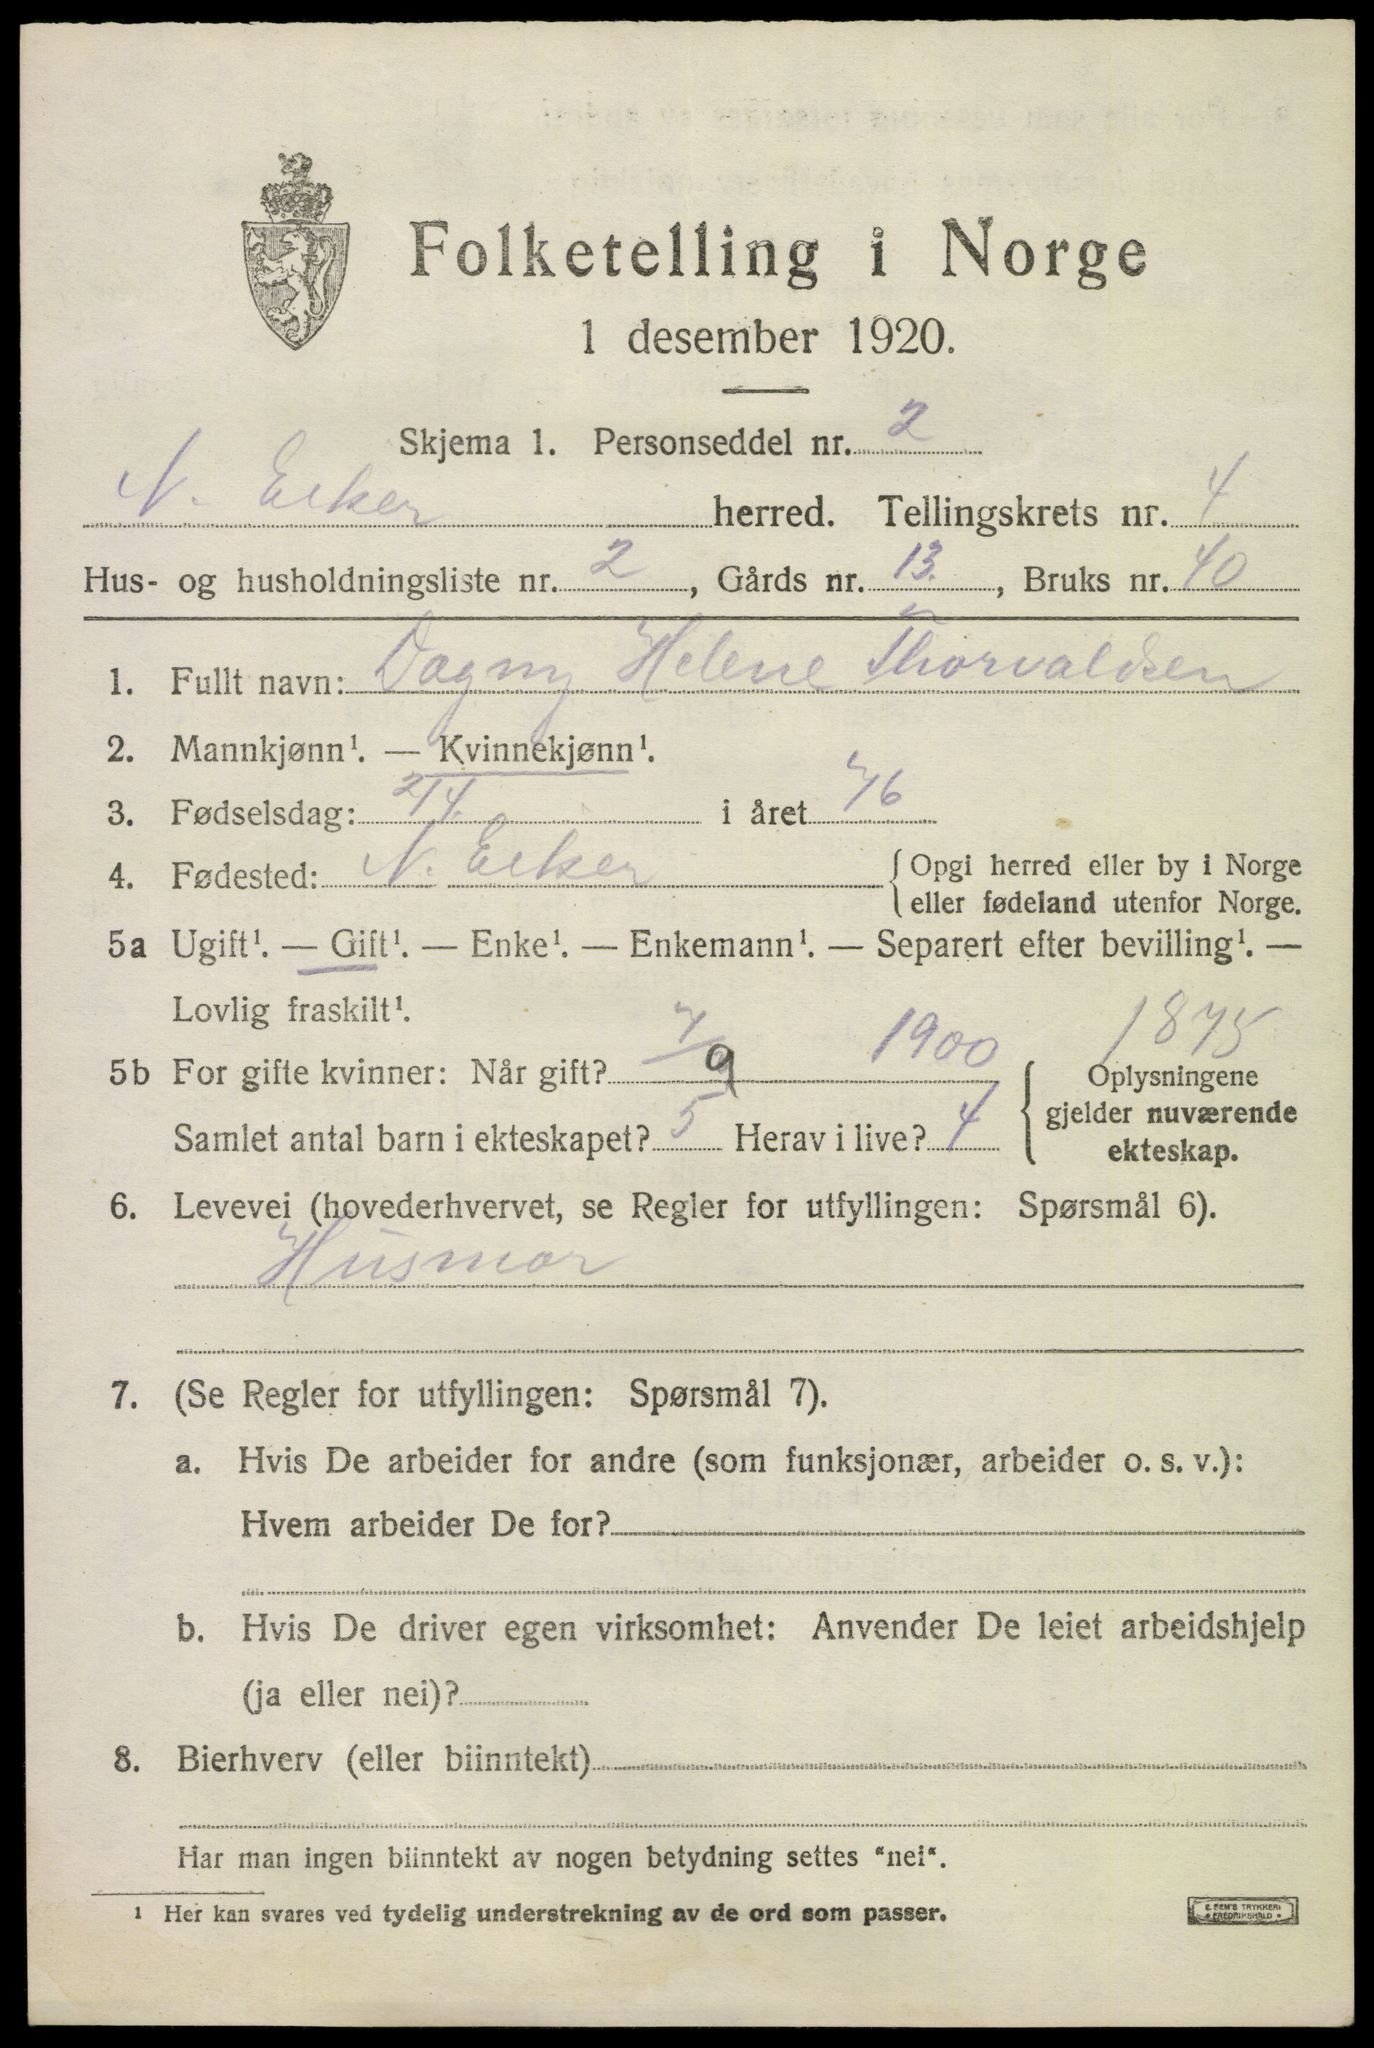 Folketelling i Norge
1 desember 1920.
Skjema 1. Personseddel nr. 2
N. Eiker herred. Tellingskrets nr. 4
Hus- og husholdningsliste nr. 2, Gårds nr. 13., Bruks nr. 40
1. Fullt navn: Dagny Helene Thorvaldsen
2. Mannkjønn¹. — Kvinnekjønn¹.
3. Fødselsdag: 2/4. i året 76
4. Fødested: N. Eiker { Opgi herred eller by i Norge
eller fødeland utenfor Norge.
5a Ugift¹. — Gift¹. — Enke¹. — Enkemann¹. — Separert efter bevilling¹. —
Lovlig fraskilt¹.
1875
5b For gifte kvinner: Når gift? 7/9 1900 { Oplysningene
gjelder nuværende
Samlet antal barn i ekteskapet? 5 Herav i live? 4 ekteskap.
6. Levevei (hovederhvervet, se Regler for utfyllingen: Spørsmål 6).
Husmor
7. (Se Regler for utfyllingen: Spørsmål 7).
a. Hvis De arbeider for andre (som funksjonær, arbeider o. s. v.):
Hvem arbeider De for?
b. Hvis De driver egen virksomhet: Anvender De leiet arbeidshjelp
(ja eller nei)?
8. Bierhverv (eller biinntekt)
Har man ingen biinntekt av nogen betydning settes "nei".
¹ Her kan svares ved tydelig understrekning av de ord som passer.
E. SEM'S TRYKKERI
• FREDRIKSHALD •